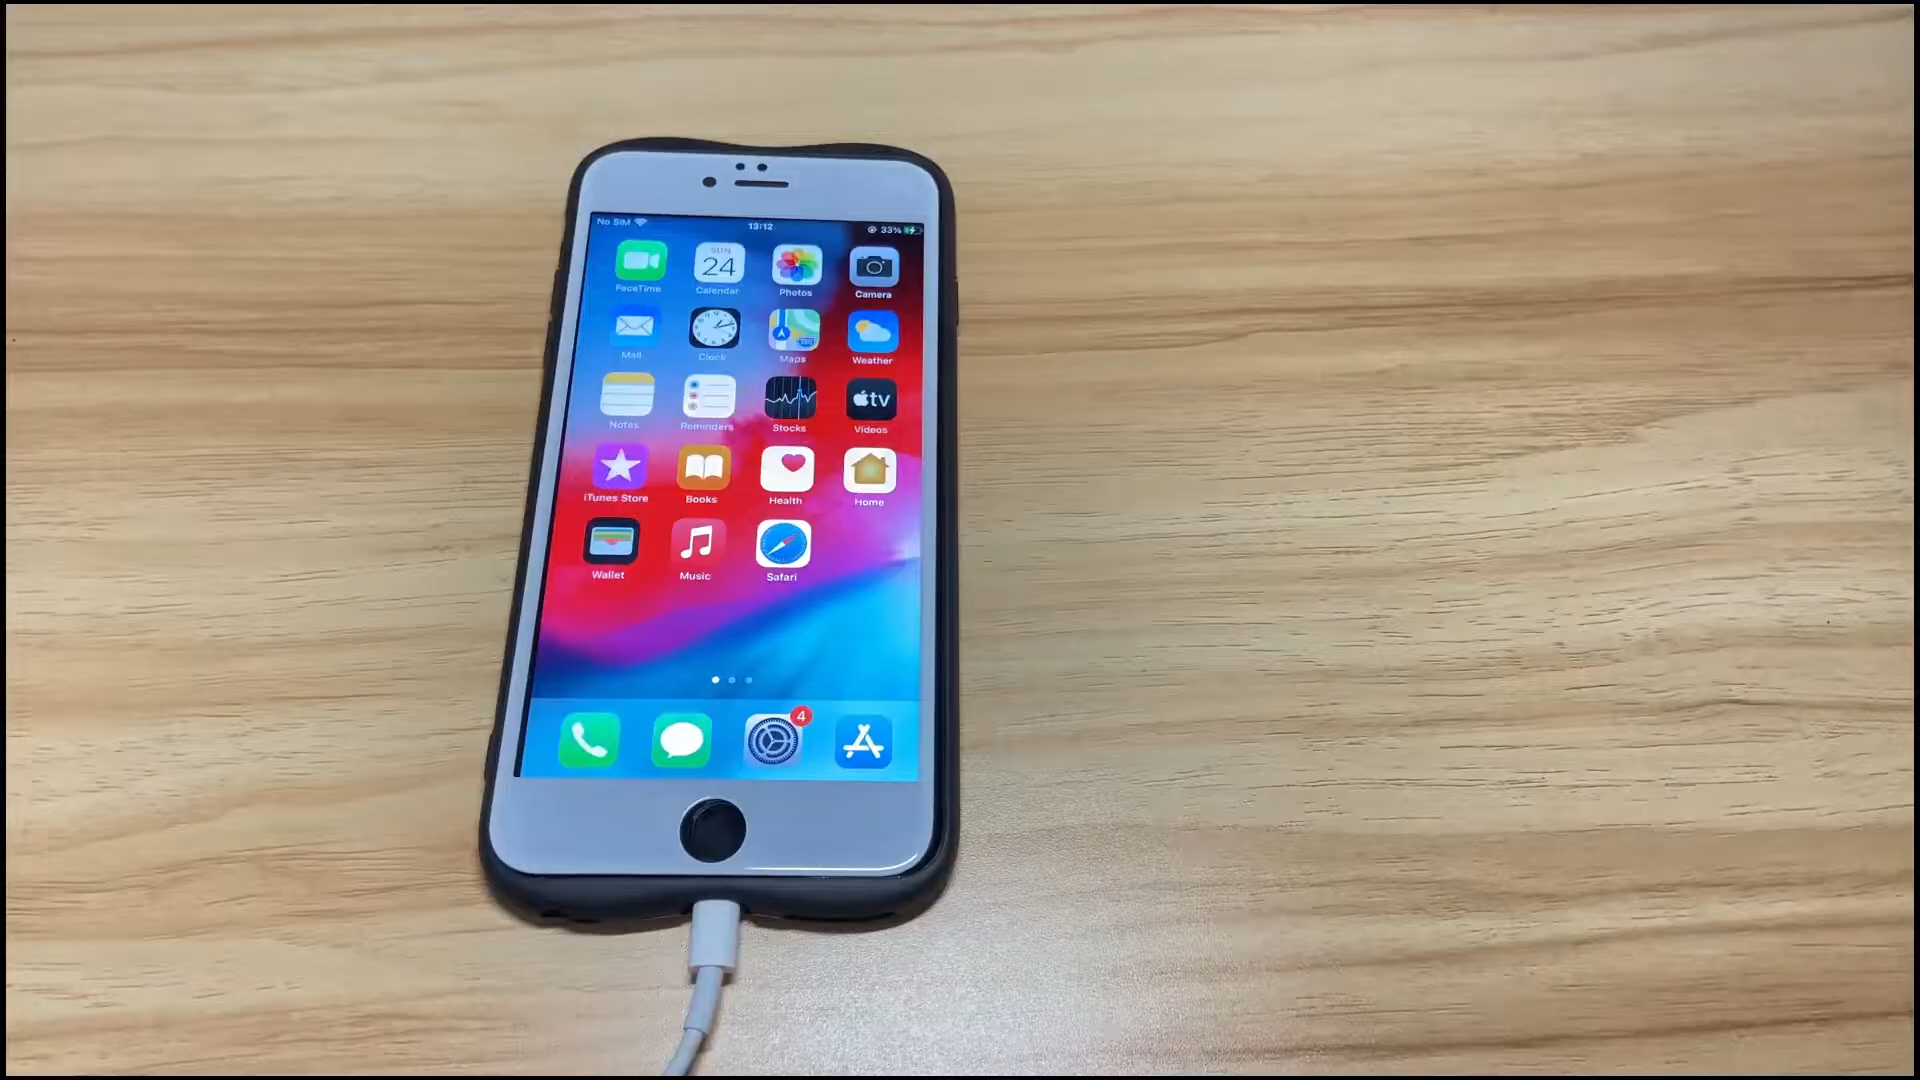 No SIM 13:12 33%
SUN
24
FaceTime Calendar Photos Camera
Mail Clock Maps Weather
tv
Notes Reminders Stocks Videos
iTunes Store Books Health Home
Wallet Music Safari
4